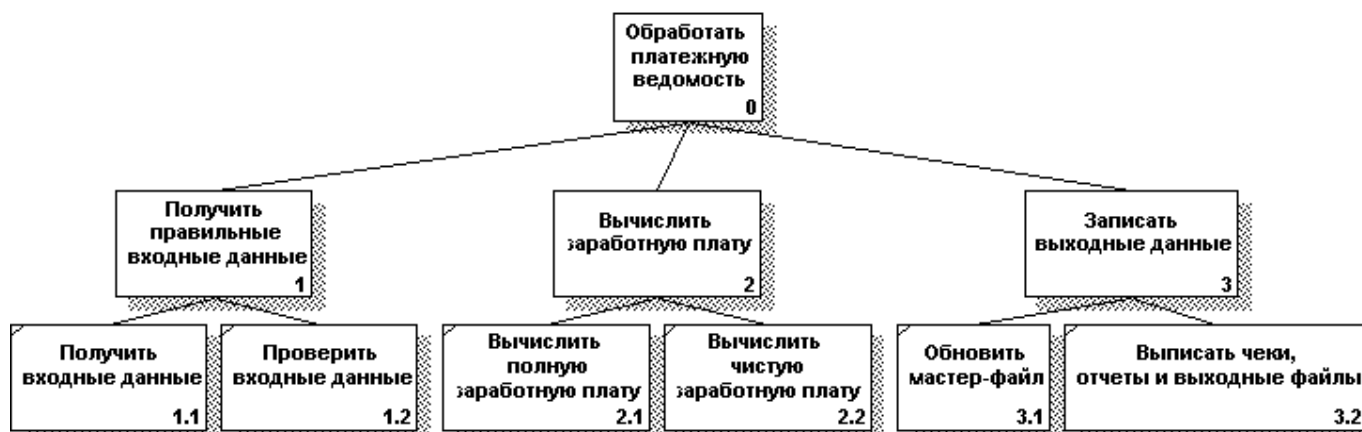 Обработать
платежную
ведомость
0
Получить
правильные
входные данные
1
Вычислить
заработную плату
2
Записать
выходные данные
3
Получить
входные данные
1.1
Проверить
входные данные
1.2
Вычислить
полную
заработную плату
2.1
Вычислить
чистую
заработную плату
2.2
Обновить
мастер-файл
3.1
Выписать чеки,
отчеты и выходные файлы
3.2